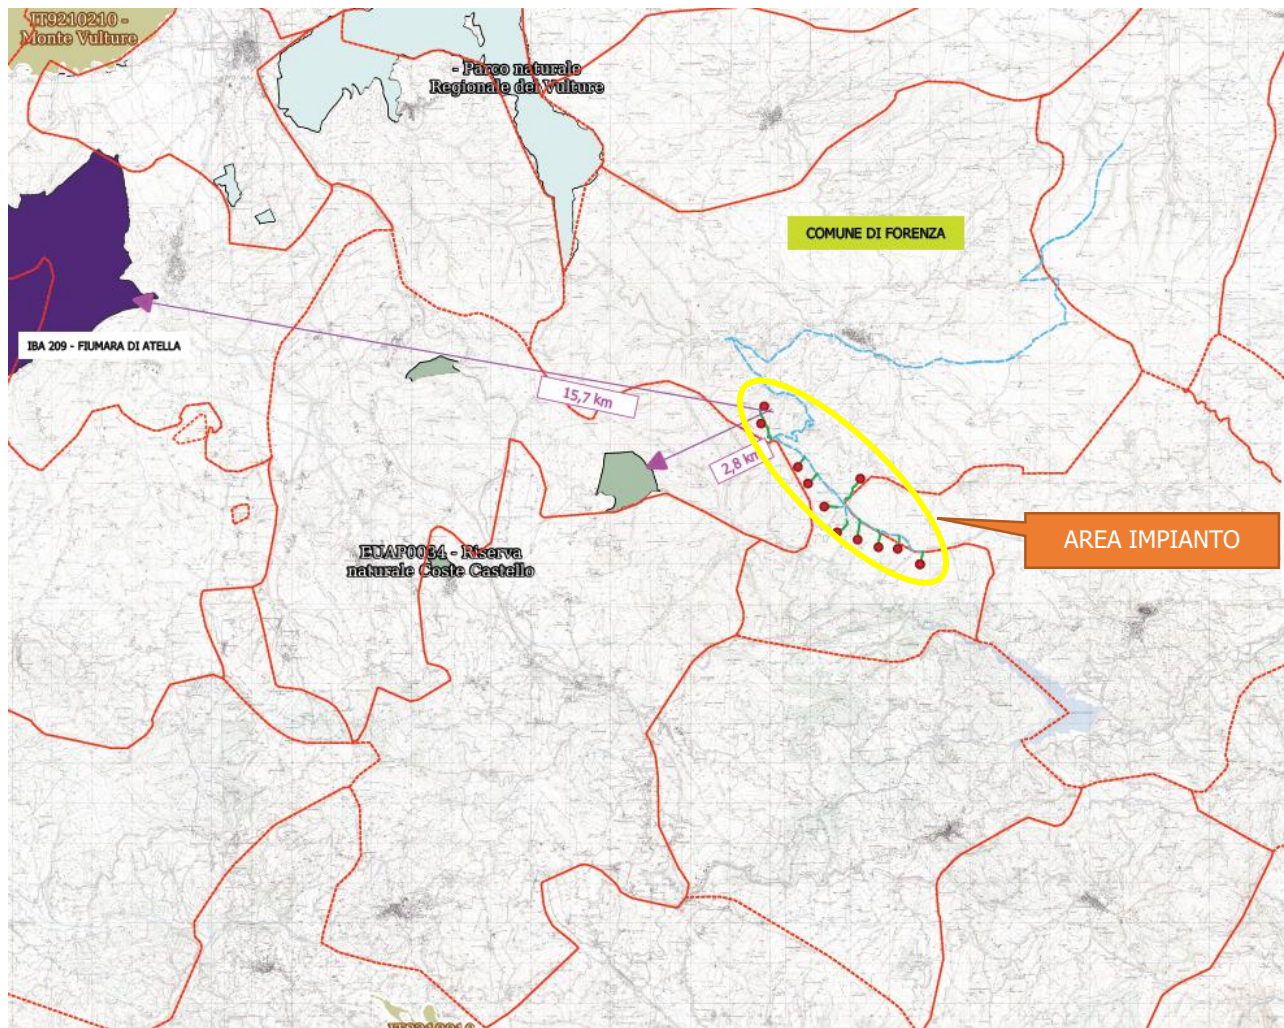 IT9210210 -
Monte Vulture
- Parco naturale
Regionale del Vulture
COMUNE DI FORENZA
IBA 209 - FIUMARA DI ATELLA
15,7 km
2,8 km
AREA IMPIANTO
EUAP0034 - Riserva
naturale Coste Castello